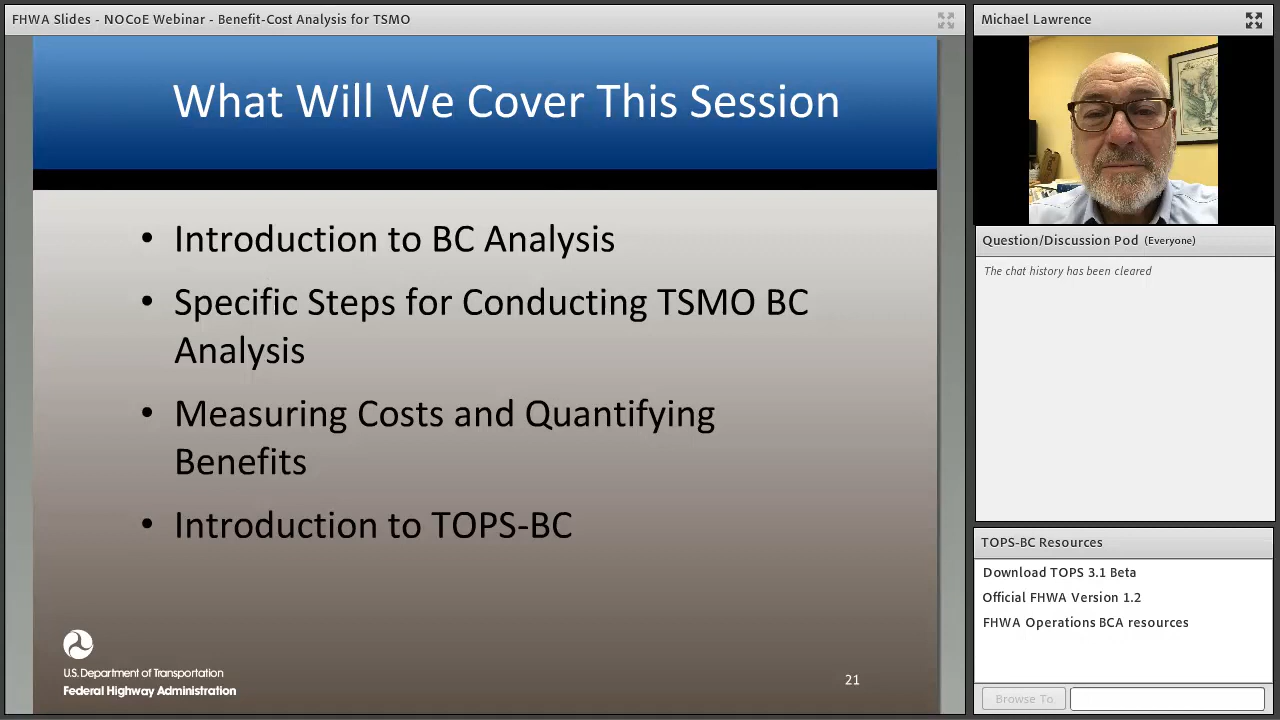 FHWA Slides - NOCoE Webinar - Benefit-Cost Analysis for TSMO
What Will We Cover This Session
• Introduction to BC Analysis
• Specific Steps for Conducting TSMO BC
Analysis
• Measuring Costs and Quantifying
Benefits
• Introduction to TOPS-BC
U.S. Department of Transportation
Federal Highway Administration
21
Michael Lawrence
Question/Discussion Pod (Everyone)
The chat history has been cleared
TOPS-BC Resources
Download TOPS 3.1 Beta
Official FHWA Version 1.2
FHWA Operations BCA resources
Browse To